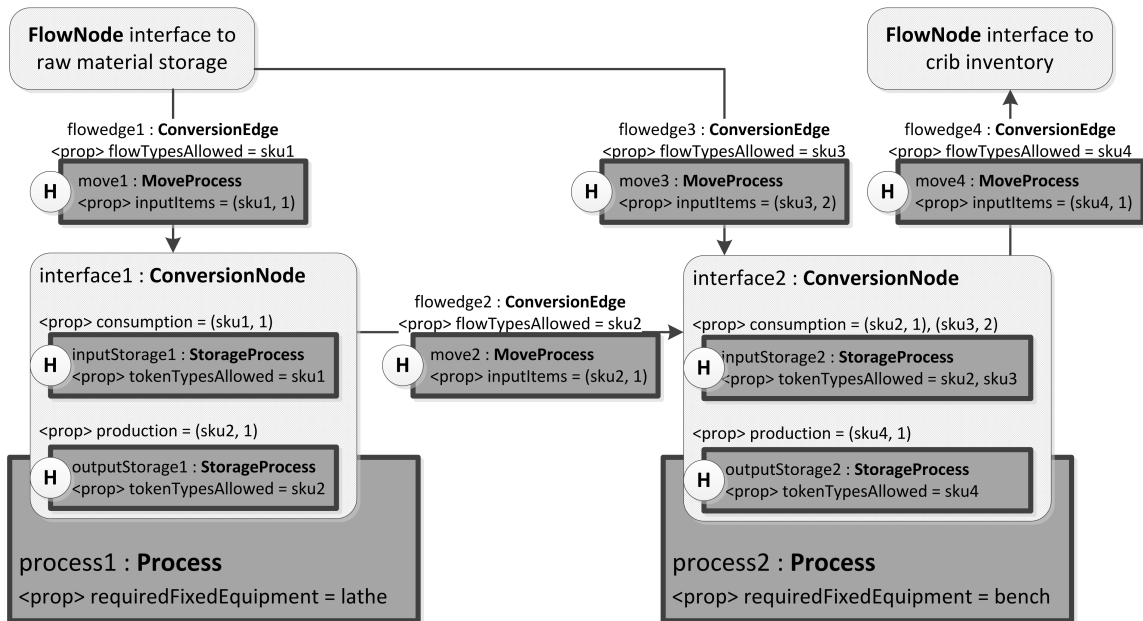 FlowNode interface to
raw material storage
FlowNode interface to
crib inventory
flowedge1 : ConversionEdge
<prop> flowTypesAllowed = sku1
H
move1 : MoveProcess
<prop> inputItems = (sku1, 1)
flowedge3 : ConversionEdge
<prop> flowTypesAllowed = sku3
H
move3 : MoveProcess
<prop> inputItems = (sku3, 2)
flowedge4 : ConversionEdge
<prop> flowTypesAllowed = sku4
H
move4 : MoveProcess
<prop> inputItems = (sku4, 1)
interface1 : ConversionNode
<prop> consumption = (sku1, 1)
H
inputStorage1 : StorageProcess
<prop> tokenTypesAllowed = sku1
<prop> production = (sku2, 1)
H
outputStorage1 : StorageProcess
<prop> tokenTypesAllowed = sku2
process1 : Process
<prop> requiredFixedEquipment = lathe
flowedge2 : ConversionEdge
<prop> flowTypesAllowed = sku2
H
move2 : MoveProcess
<prop> inputItems = (sku2, 1)
interface2 : ConversionNode
<prop> consumption = (sku2, 1), (sku3, 2)
H
inputStorage2 : StorageProcess
<prop> tokenTypesAllowed = sku2, sku3
<prop> production = (sku4, 1)
H
outputStorage2 : StorageProcess
<prop> tokenTypesAllowed = sku4
process2 : Process
<prop> requiredFixedEquipment = bench